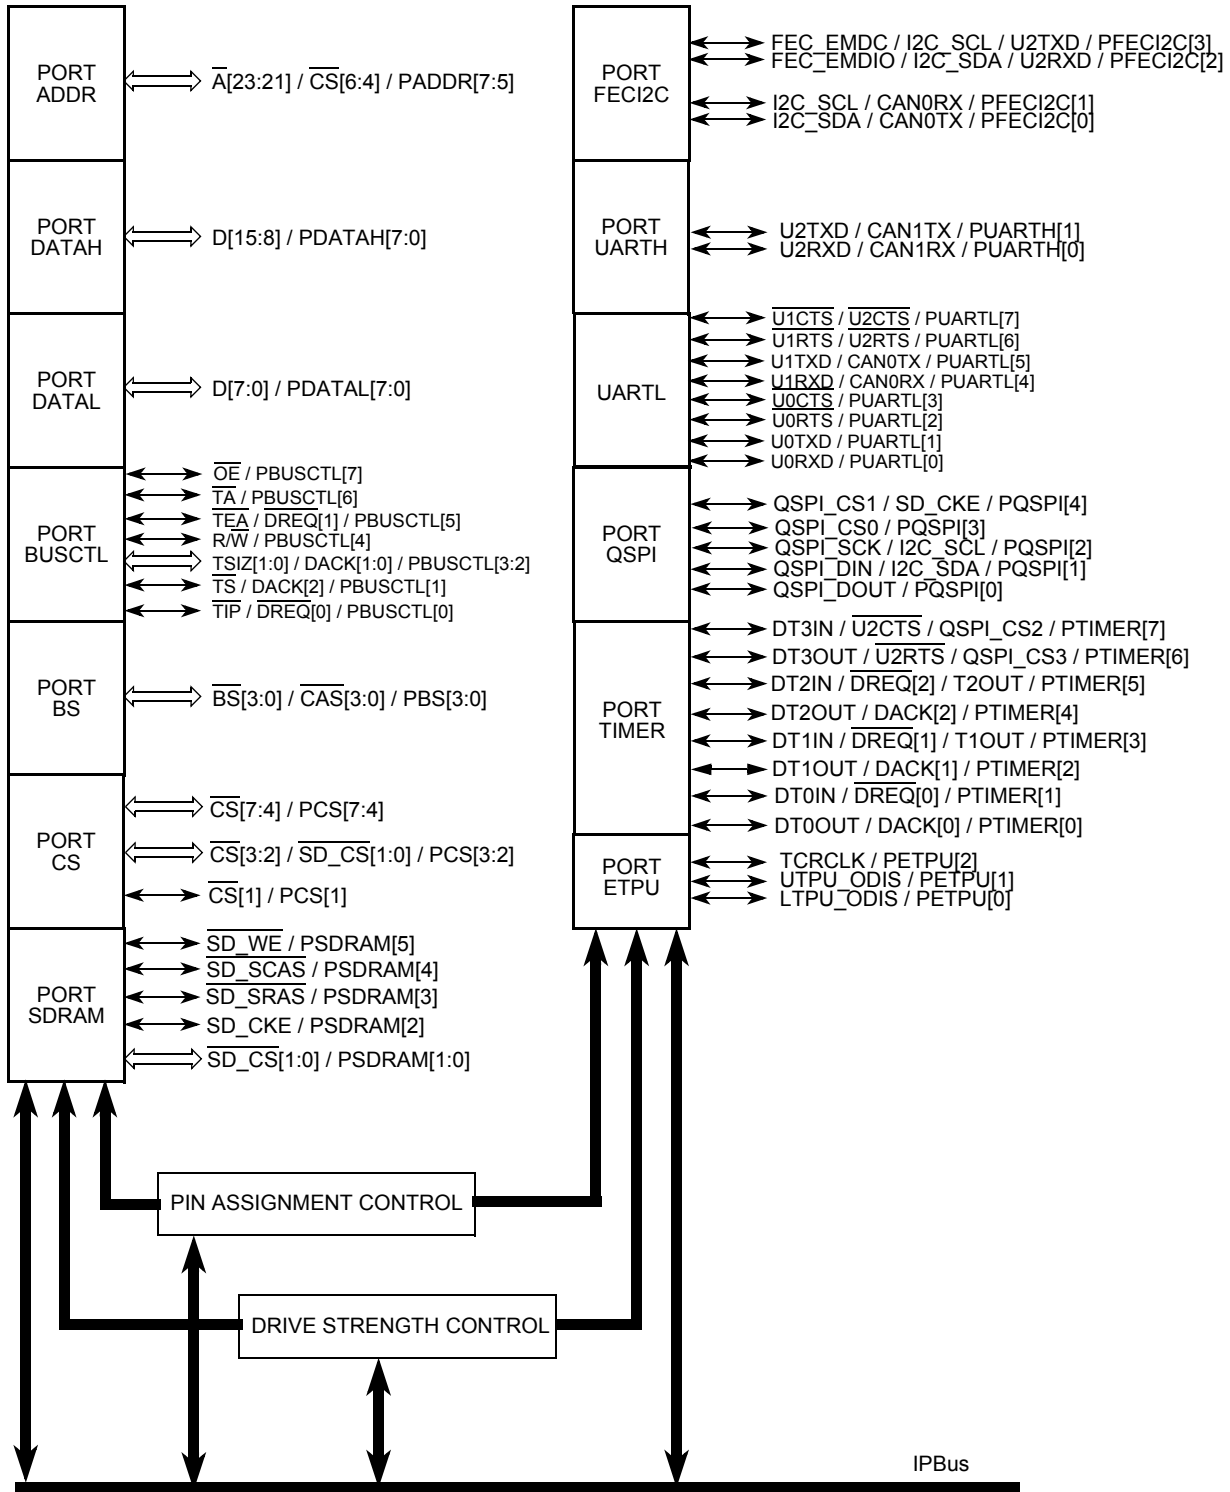 PORT
ADDR
A[23:21] / CS[6:4] / PADDR[7:5]
PORT
DATAH
D[15:8] / PDATAH[7:0]
PORT
DATAL
D[7:0] / PDATAL[7:0]
PORT
BUSCTL
OE / PBUSCTL[7]
TA / PBUSCTL[6]
TEA / DREQ[1] / PBUSCTL[5]
R/W / PBUSCTL[4]
TSIZ[1:0] / DACK[1:0] / PBUSCTL[3:2]
TS / DACK[2] / PBUSCTL[1]
TIP / DREQ[0] / PBUSCTL[0]
PORT
BS
BS[3:0] / CAS[3:0] / PBS[3:0]
PORT
CS
CS[7:4] / PCS[7:4]
CS[3:2] / SD_CS[1:0] / PCS[3:2]
CS[1] / PCS[1]
PORT
SDRAM
SD_WE / PSDRAM[5]
SD_SCAS / PSDRAM[4]
SD_SRAS / PSDRAM[3]
SD_CKE / PSDRAM[2]
SD_CS[1:0] / PSDRAM[1:0]
PORT
FECI2C
FEC_EMDC / I2C_SCL / U2TXD / PFECI2C[3]
FEC_EMDIO / I2C_SDA / U2RXD / PFECI2C[2]
I2C_SCL / CAN0RX / PFECI2C[1]
I2C_SDA / CAN0TX / PFECI2C[0]
PORT
UARTH
U2TXD / CAN1TX / PUARTH[1]
U2RXD / CAN1RX / PUARTH[0]
UARTL
U1CTS / U2CTS / PUARTL[7]
U1RTS / U2RTS / PUARTL[6]
U1TXD / CAN0TX / PUARTL[5]
U1RXD / CAN0RX / PUARTL[4]
U0CTS / PUARTL[3]
U0RTS / PUARTL[2]
U0TXD / PUARTL[1]
U0RXD / PUARTL[0]
PORT
QSPI
QSPI_CS1 / SD_CKE / PQSPI[4]
QSPI_CS0 / PQSPI[3]
QSPI_SCK / I2C_SCL / PQSPI[2]
QSPI_DIN / I2C_SDA / PQSPI[1]
QSPI_DOUT / PQSPI[0]
PORT
TIMER
DT3IN / U2CTS / QSPI_CS2 / PTIMER[7]
DT3OUT / U2RTS / QSPI_CS3 / PTIMER[6]
DT2IN / DREQ[2] / T2OUT / PTIMER[5]
DT2OUT / DACK[2] / PTIMER[4]
DT1IN / DREQ[1] / T1OUT / PTIMER[3]
DT1OUT / DACK[1] / PTIMER[2]
DT0IN / DREQ[0] / PTIMER[1]
DT0OUT / DACK[0] / PTIMER[0]
PORT
ETPU
TCRCLK / PETPU[2]
UTPU_ODIS / PETPU[1]
LTPU_ODIS / PETPU[0]
PIN ASSIGNMENT CONTROL
DRIVE STRENGTH CONTROL
IPBus